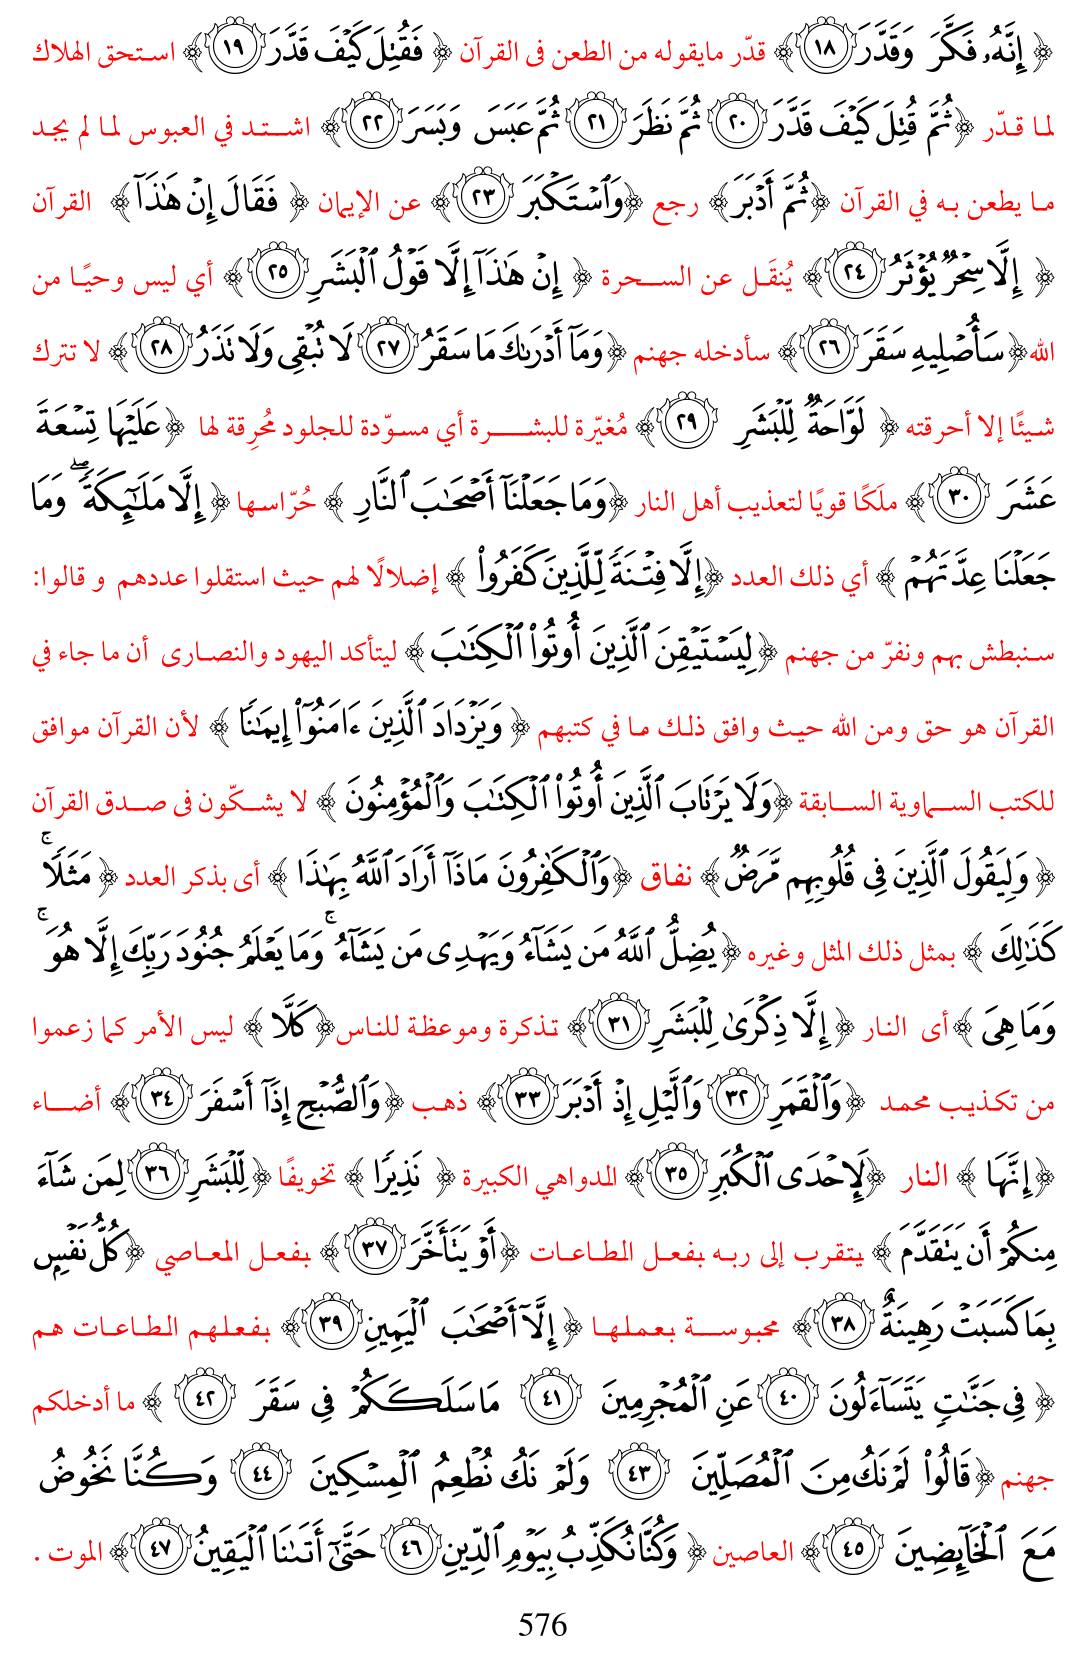 ﴿ إِنَّهُۥ فَكَّرَ وَقَدَّرَ ١٨ ﴾ قدّر مايقوله من الطعن فى القرآن ﴿ فَقُتِلَ كَيْفَ قَدَّرَ ١٩ ﴾ استحق الهلاك
لما قدّر ﴿ ثُمَّ قُتِلَ كَيْفَ قَدَّرَ ٢٠ ثُمَّ نَظَرَ ٢١ ثُمَّ عَبَسَ وَبَسَرَ ٢٢ ﴾ اشتد في العبوس لما لم يجد
ما يطعن به في القرآن ﴿ ثُمَّ أَدْبَرَ ﴾ رجع ﴿ وَٱسْتَكْبَرَ ٢٣ ﴾ عن الإيمان ﴿ فَقَالَ إِنْ هَٰذَآ ﴾ القرآن
﴿ إِلَّا سِحْرٌ يُؤْثَرُ ٢٤ ﴾ يُنقَل عن السحرة ﴿ إِنْ هَٰذَآ إِلَّا قَوْلُ ٱلْبَشَرِ ٢٥ ﴾ أي ليس وحيًا من
الله ﴿ سَأُصْلِيهِ سَقَرَ ٢٦ ﴾ سأدخله جهنم ﴿ وَمَآ أَدْرَىٰكَ مَا سَقَرُ ٢٧ لَا تُبْقِى وَلَا تَذَرُ ٢٨ ﴾ لا تترك
شيئًا إلا أحرقته ﴿ لَوَّاحَةٌ لِّلْبَشَرِ ٢٩ ﴾ مُغيّرة للبشرة أي مسوّدة للجلود مُحرِقة لها ﴿ عَلَيْهَا تِسْعَةَ
عَشَرَ ٣٠ ﴾ ملَكًا قويًا لتعذيب أهل النار ﴿ وَمَا جَعَلْنَآ أَصْحَٰبَ ٱلنَّارِ ﴾ حُرّاسها ﴿ إِلَّا مَلَٰٓئِكَةً ۖ وَمَا
جَعَلْنَا عِدَّتَهُمْ ﴾ أي ذلك العدد ﴿ إِلَّا فِتْنَةً لِّلَّذِينَ كَفَرُوا۟ ﴾ إضلالًا لهم حيث استقلوا عددهم و قالوا:
سنبطش بهم ونفرّ من جهنم ﴿ لِيَسْتَيْقِنَ ٱلَّذِينَ أُوتُوا۟ ٱلْكِتَٰبَ ﴾ ليتأكد اليهود والنصارى أن ما جاء في
القرآن هو حق ومن الله حيث وافق ذلك ما في كتبهم ﴿ وَيَزْدَادَ ٱلَّذِينَ ءَامَنُوٓا۟ إِيمَٰنًا ﴾ لأن القرآن موافق
للكتب السماوية السابقة ﴿ وَلَا يَرْتَابَ ٱلَّذِينَ أُوتُوا۟ ٱلْكِتَٰبَ وَٱلْمُؤْمِنُونَ ﴾ لا يشكّون فى صدق القرآن
﴿ وَلِيَقُولَ ٱلَّذِينَ فِى قُلُوبِهِم مَّرَضٌ ﴾ نفاق ﴿ وَٱلْكَٰفِرُونَ مَاذَآ أَرَادَ ٱللَّهُ بِهَٰذَا ﴾ أى بذكر العدد ﴿ مَثَلًا ۚ
كَذَٰلِكَ ﴾ بمثل ذلك المثل وغيره ﴿ يُضِلُّ ٱللَّهُ مَن يَشَآءُ وَيَهْدِى مَن يَشَآءُ ۚ وَمَا يَعْلَمُ جُنُودَ رَبِّكَ إِلَّا هُوَ ۚ
وَمَا هِىَ ﴾ أى النار ﴿ إِلَّا ذِكْرَىٰ لِلْبَشَرِ ٣١ ﴾ تذكرة وموعظة للناس ﴿ كَلَّا ﴾ ليس الأمر كما زعموا
من تكذيب محمد ﴿ وَٱلْقَمَرِ ٣٢ وَٱلَّيْلِ إِذْ أَدْبَرَ ٣٣ ﴾ ذهب ﴿ وَٱلصُّبْحِ إِذَآ أَسْفَرَ ٣٤ ﴾ أضاء
﴿ إِنَّهَا ﴾ النار ﴿ لَإِحْدَى ٱلْكُبَرِ ٣٥ ﴾ الدواهي الكبيرة ﴿ نَذِيرًا ﴾ تخويفًا ﴿ لِّلْبَشَرِ ٣٦ لِمَن شَآءَ
مِنكُمْ أَن يَتَقَدَّمَ ﴾ يتقرب إلى ربه بفعل الطاعات ﴿ أَوْ يَتَأَخَّرَ ٣٧ ﴾ بفعل المعاصي ﴿ كُلُّ نَفْسٍۭ
بِمَا كَسَبَتْ رَهِينَةٌ ٣٨ ﴾ محبوسة بعملها ﴿ إِلَّآ أَصْحَٰبَ ٱلْيَمِينِ ٣٩ ﴾ بفعلهم الطاعات هم
﴿ فِى جَنَّٰتٍ يَتَسَآءَلُونَ ٤٠ عَنِ ٱلْمُجْرِمِينَ ٤١ مَا سَلَكَكُمْ فِى سَقَرَ ٤٢ ﴾ ما أدخلكم
جهنم ﴿ قَالُوا۟ لَمْ نَكُ مِنَ ٱلْمُصَلِّينَ ٤٣ وَلَمْ نَكُ نُطْعِمُ ٱلْمِسْكِينَ ٤٤ وَكُنَّا نَخُوضُ
مَعَ ٱلْخَآئِضِينَ ٤٥ ﴾ العاصين ﴿ وَكُنَّا نُكَذِّبُ بِيَوْمِ ٱلدِّينِ ٤٦ حَتَّىٰٓ أَتَىٰنَا ٱلْيَقِينُ ٤٧ ﴾ الموت .
576